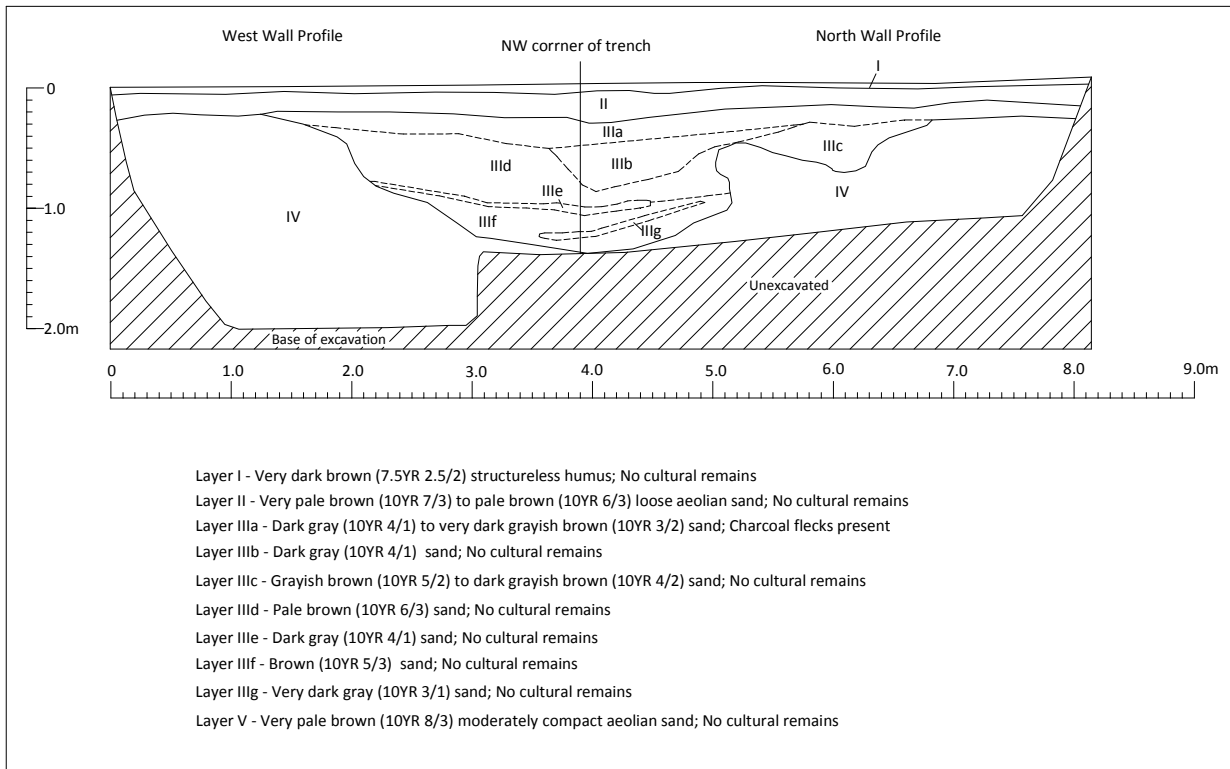 West Wall Profile
NW corrner of trench
North Wall Profile
I
0
II
IIIa
IIIc
IIId
IIIb
IIIe
IV
IV
1.0
IIIf
IIIg
Unexcavated
2.0m
Base of excavation
0 1.0 2.0 3.0 4.0 5.0 6.0 7.0 8.0 9.0m
Layer I - Very dark brown (7.5YR 2.5/2) structureless humus; No cultural remains
Layer II - Very pale brown (10YR 7/3) to pale brown (10YR 6/3) loose aeolian sand; No cultural remains
Layer IIIa - Dark gray (10YR 4/1) to very dark grayish brown (10YR 3/2) sand; Charcoal flecks present
Layer IIIb - Dark gray (10YR 4/1) sand; No cultural remains
Layer IIIc - Grayish brown (10YR 5/2) to dark grayish brown (10YR 4/2) sand; No cultural remains
Layer IIId - Pale brown (10YR 6/3) sand; No cultural remains
Layer IIIe - Dark gray (10YR 4/1) sand; No cultural remains
Layer IIIf - Brown (10YR 5/3) sand; No cultural remains
Layer IIIg - Very dark gray (10YR 3/1) sand; No cultural remains
Layer V - Very pale brown (10YR 8/3) moderately compact aeolian sand; No cultural remains